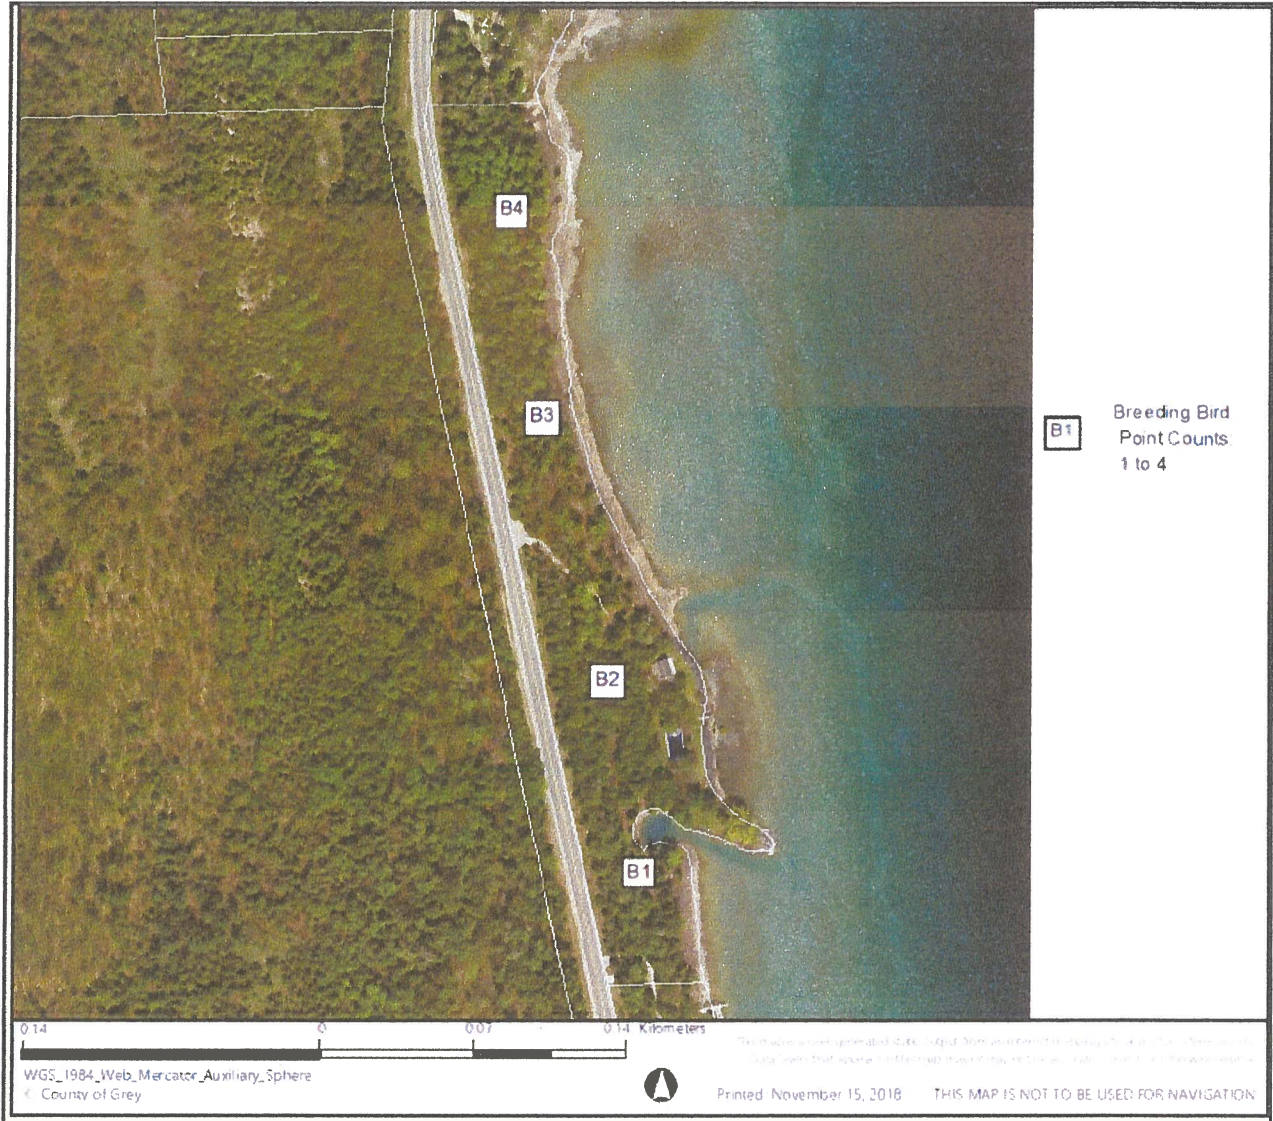 B4
B3
B2
B1
B1
Breeding Bird
Point Counts
1 to 4
0.14 0 0.07 0.14 Kilometers
WGS_1984_Web_Mercator_Auxiliary_Sphere
© County of Grey
Printed November 15, 2018
THIS MAP IS NOT TO BE USED FOR NAVIGATION